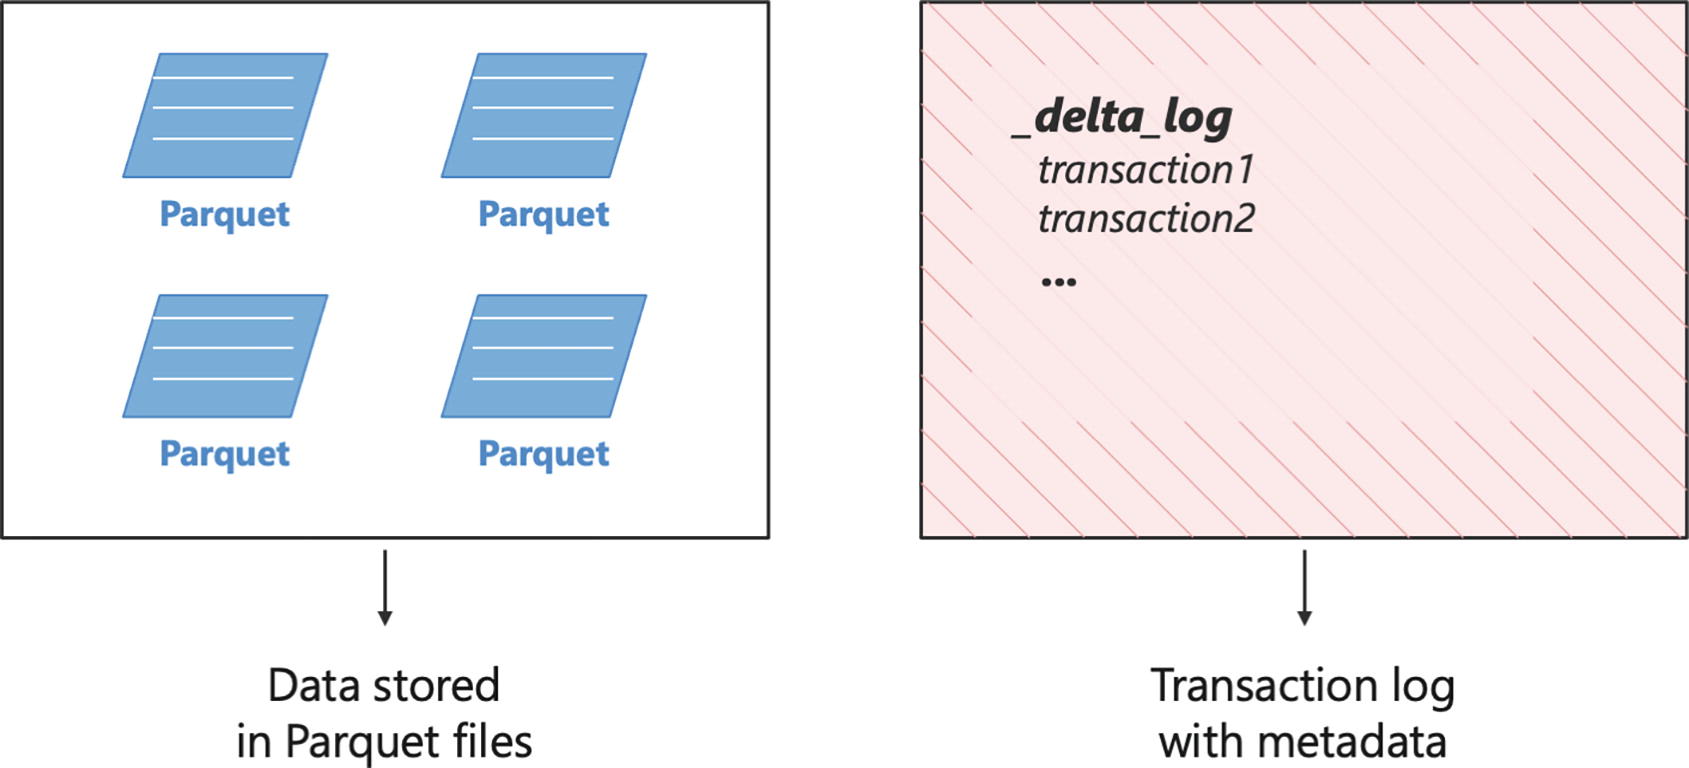 Parquet
Parquet
Parquet
Parquet
Data stored
in Parquet files
_delta_log
transaction1
transaction2
...
Transaction log
with metadata